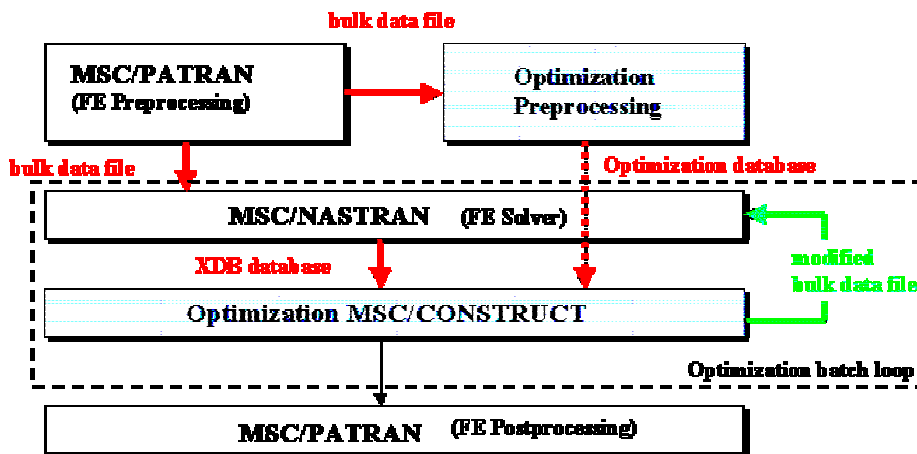 bulk data file
MSC/PATRAN
(FE Preprocessing)
Optimization
Preprocessing
bulk data file
Optimization database
MSC/NASTRAN (FE Solver)
XDB database
modified
bulk data file
Optimization MSC/CONSTRUCT
Optimization batch loop
MSC/PATRAN (FE Postprocessing)